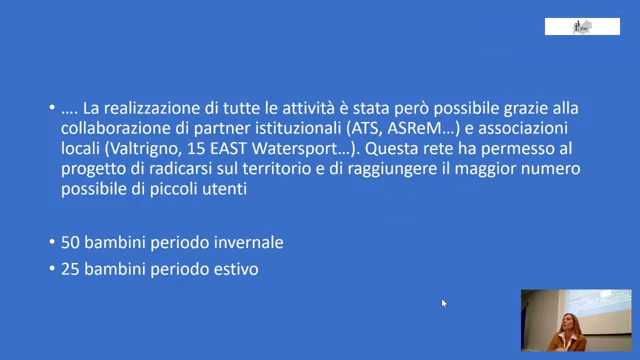 • …. La realizzazione di tutte le attività è stata però possibile grazie alla
collaborazione di partner istituzionali (ATS, ASReM…) e associazioni
locali (Valtrigno, 15 EAST Watersport…). Questa rete ha permesso al
progetto di radicarsi sul territorio e di raggiungere il maggior numero
possibile di piccoli utenti
• 50 bambini periodo invernale
• 25 bambini periodo estivo